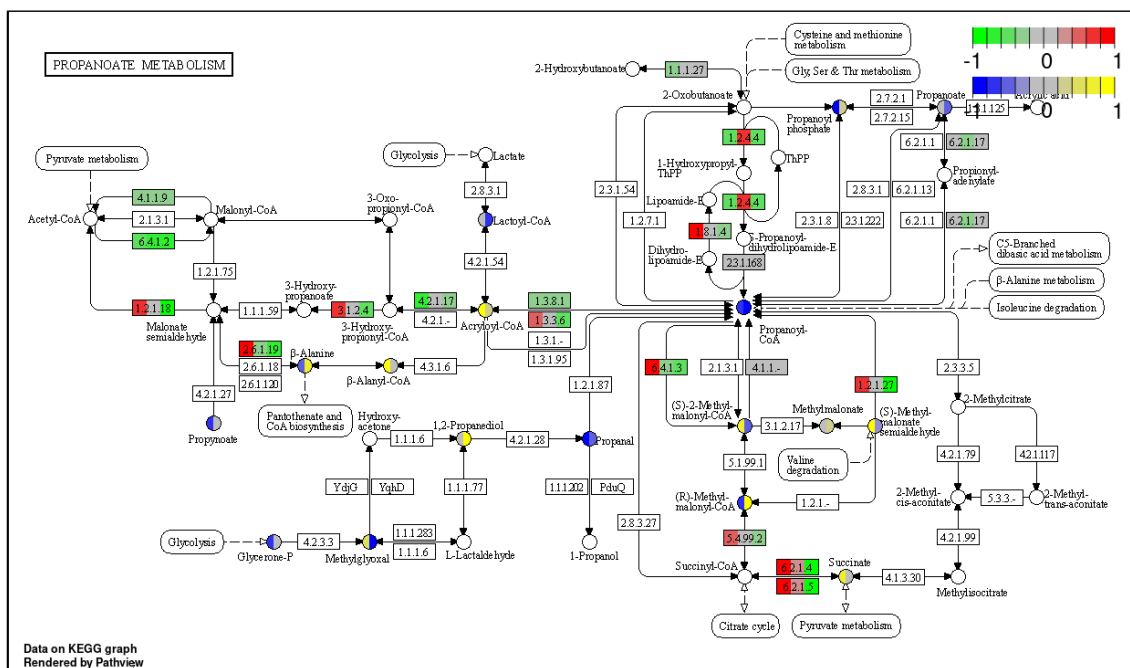 PROPANOATE METABOLISM
Cysteine and methionine
metabolism
Gly, Ser & Thr metabolism
-1
0
1
-1
0
1
2-Hydroxybutanoate
1.1.1.27
2-Oxobutanoate
Propanoyl
phosphate
2.7.2.1
2.7.2.15
Propanoate
1.3.1.125
Acrylic acid
1.2.4.4
ThPP
1-Hydroxypropyl-
ThPP
6.2.1.1
6.2.1.17
Propionyl-
adenylate
2.3.1.54
2.8.3.1
6.2.1.13
Lipoamide-E
1.2.4.4
1.2.7.1
2.3.1.8
2.3.1.222
6.2.1.1
6.2.1.17
1.8.1.4
S-Propanoyl-
dihydrolipoamide-E
Dihydro-
lipoamide-E
2.3.1.168
C5-Branched
dibasic acid metabolism
β-Alanine metabolism
Isoleucine degradation
Pyruvate metabolism
Glycolysis
Lactate
2.8.3.1
Lactoyl-CoA
4.2.1.54
4.1.1.9
Acetyl-CoA
2.1.3.1
Malonyl-CoA
6.4.1.2
3-Oxo-
propionyl-CoA
1.2.1.75
3-Hydroxy-
propanoate
1.2.1.18
Malonate
semialdehyde
1.1.1.59
3.1.2.4
3-Hydroxy-
propionyl-CoA
4.2.1.17
4.2.1.-
Acryloyl-CoA
1.3.8.1
1.3.3.6
1.3.1.-
1.3.1.95
Propanoyl-
CoA
2.6.1.19
2.6.1.18
2.6.1.120
β-Alanine
β-Alanyl-CoA
4.3.1.6
4.2.1.27
Propynoate
Pantothenate and
CoA biosynthesis
1.2.1.87
6.4.1.3
2.1.3.1
4.1.1.-
1.2.1.27
2.3.3.5
(S)-2-Methyl-
malonyl-CoA
3.1.2.17
Methylmalonate
(S)-Methyl-
malonate
semialdehyde
2-Methylcitrate
Valine
degradation
Hydroxy-
acetone
1.1.1.6
1,2-Propanediol
4.2.1.28
Propanal
YdjG
YqhD
1.1.1.77
1.1.1.202
PduQ
5.1.99.1
4.2.1.79
4.2.1.117
(R)-Methyl-
malonyl-CoA
1.2.1.-
2-Methyl-
cis-aconitate
5.3.3.-
2-Methyl-
trans-aconitate
2.8.3.27
5.4.99.2
4.2.1.99
Glycolysis
Glycerone-P
4.2.3.3
Methylglyoxal
1.1.1.283
1.1.1.6
L-Lactaldehyde
1-Propanol
Succinyl-CoA
6.2.1.4
6.2.1.5
Succinate
4.1.3.30
Methylisocitrate
Citrate cycle
Pyruvate metabolism
Data on KEGG graph
Rendered by Pathview